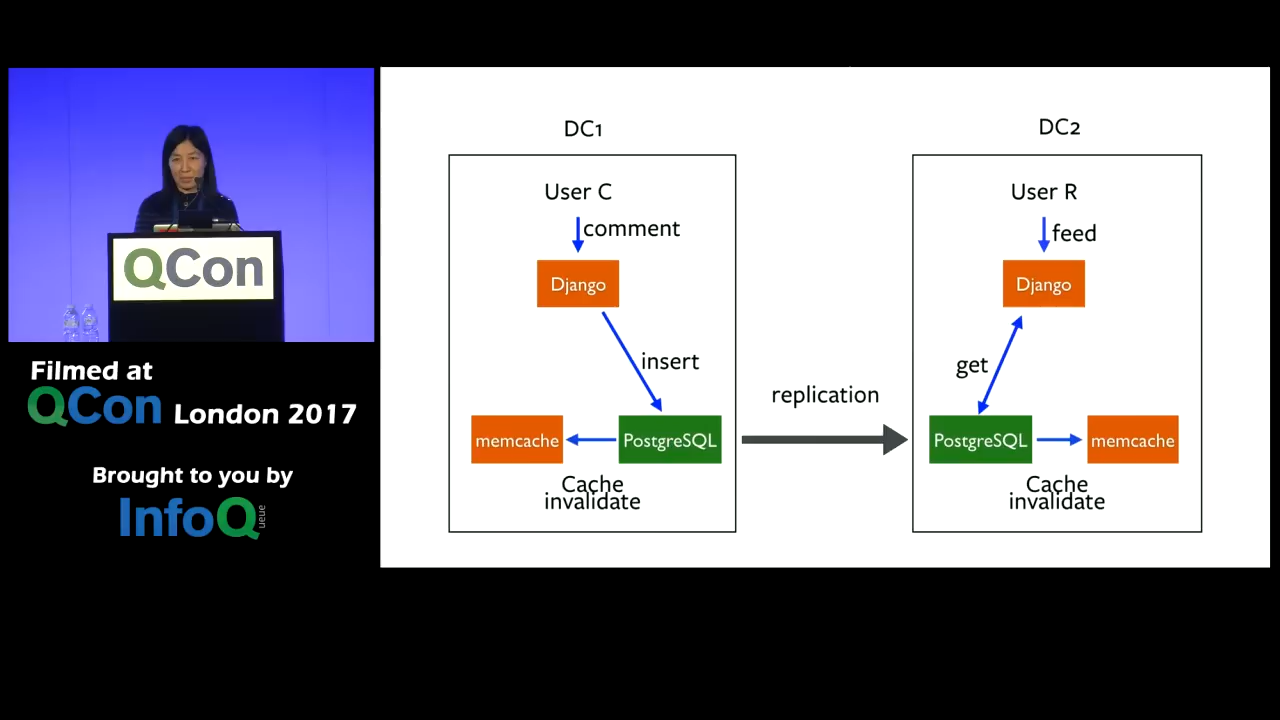 QCon
Filmed at
QCon London 2017
Brought to you by
InfoQ
ueue
DC1
User C
comment
Django
insert
memcache
PostgreSQL
Cache
invalidate
replication
DC2
User R
feed
Django
get
PostgreSQL
memcache
Cache
invalidate